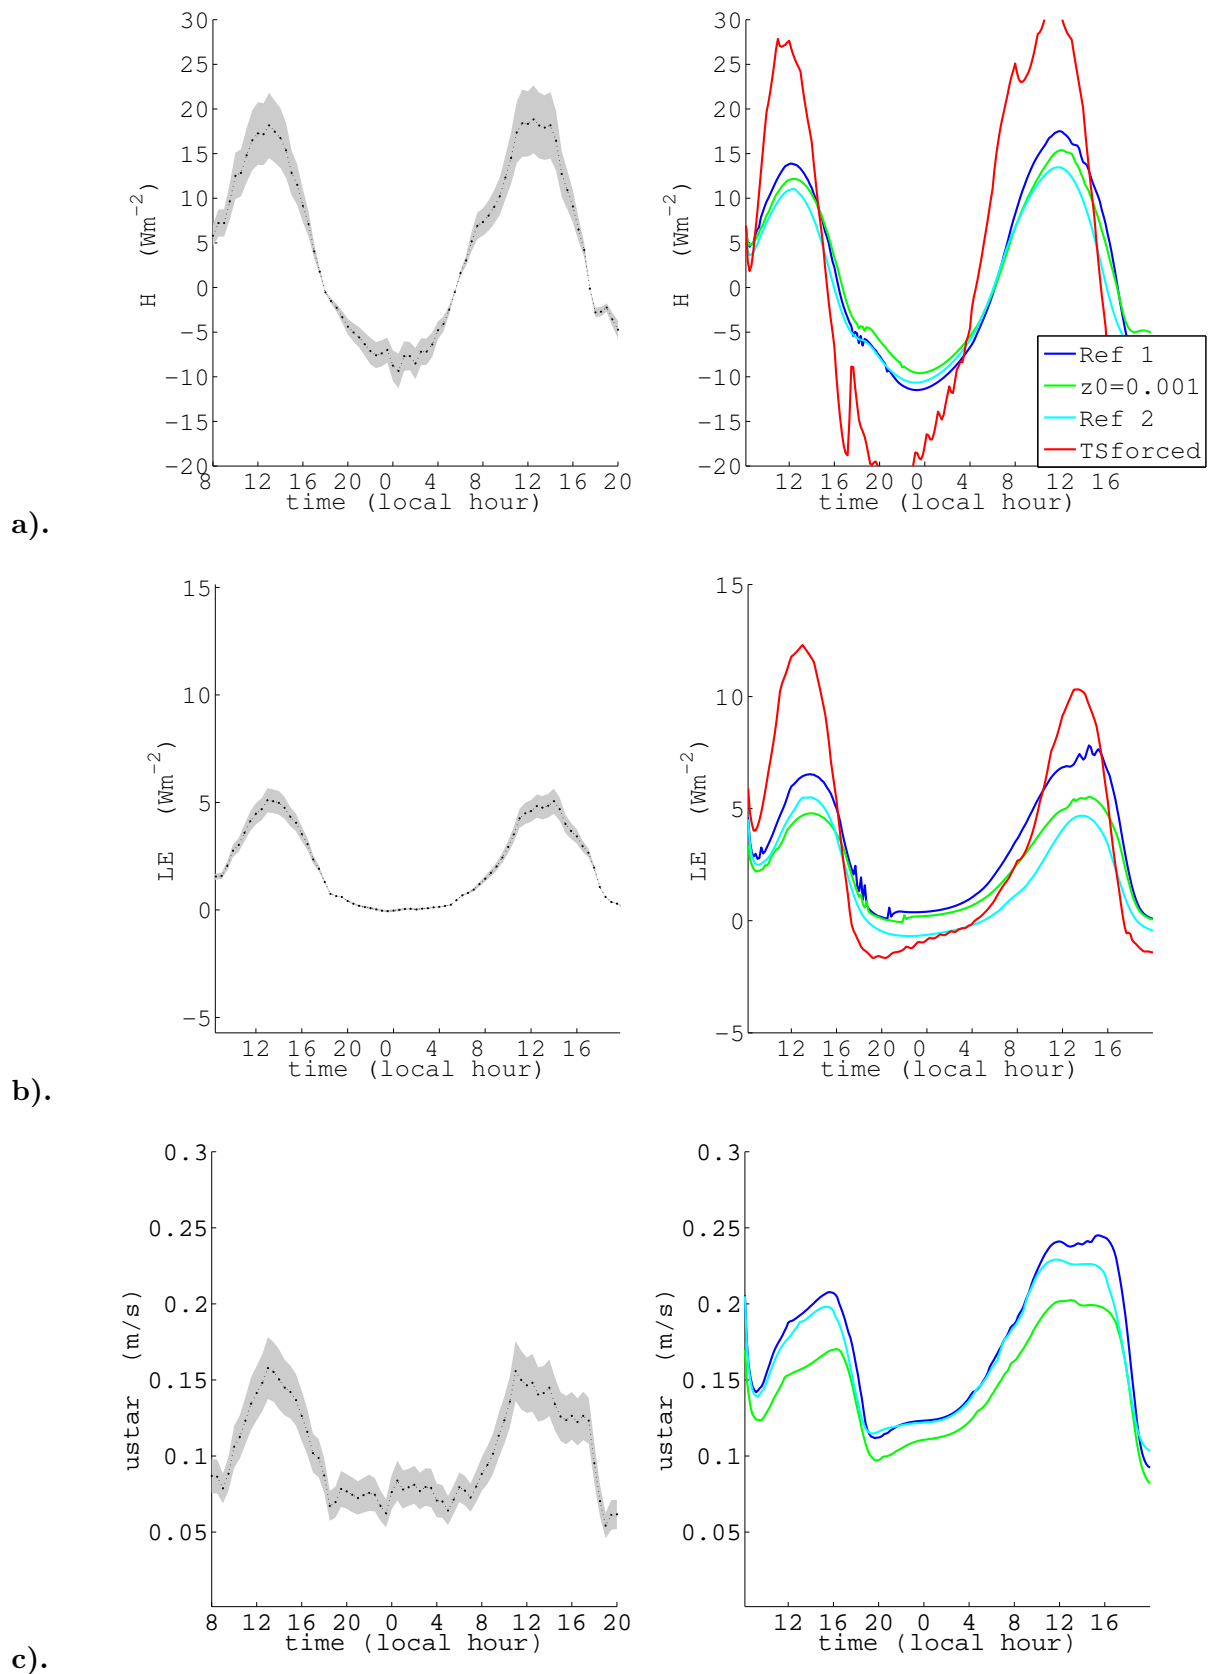 30
25
20
15
10
5
0
−5
−10
−15
−20
H (Wm−2)
8 12 16 20 0 4 8 12 16 20
time (local hour)
30
25
20
15
10
5
0
−5
−10
−15
−20
H (Wm−2)
12 16 20 0 4 8 12 16
time (local hour)
Ref 1
z0=0.001
Ref 2
TSforced
a).
15
10
5
0
−5
LE (Wm−2)
12 16 20 0 4 8 12 16
time (local hour)
15
10
5
0
−5
LE (Wm−2)
12 16 20 0 4 8 12 16
time (local hour)
b).
0.3
0.25
0.2
0.15
0.1
0.05
ustar (m/s)
8 12 16 20 0 4 8 12 16 20
time (local hour)
0.3
0.25
0.2
0.15
0.1
0.05
ustar (m/s)
12 16 20 0 4 8 12 16
time (local hour)
c).